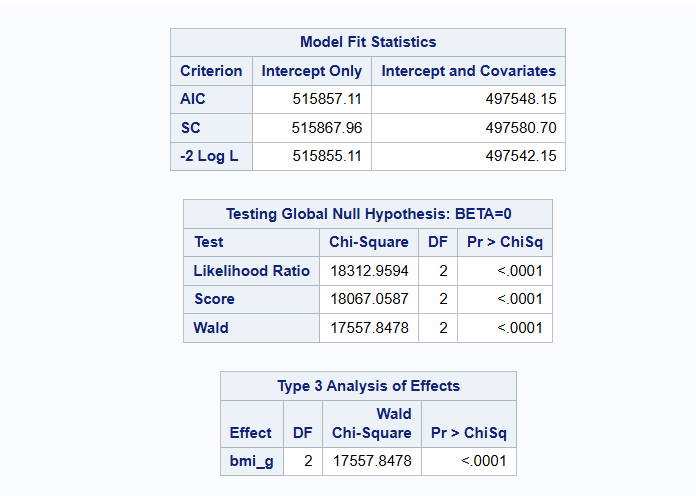 Model Fit Statistics
Criterion Intercept Only Intercept and Covariates
AIC 515857.11 497548.15
SC 515867.96 497580.70
-2 Log L 515855.11 497542.15
Testing Global Null Hypothesis: BETA=0
Test Chi-Square DF Pr > ChiSq
Likelihood Ratio 18312.9594 2 <.0001
Score 18067.0587 2 <.0001
Wald 17557.8478 2 <.0001
Type 3 Analysis of Effects
Wald
Effect DF Chi-Square Pr > ChiSq
bmi_g 2 17557.8478 <.0001